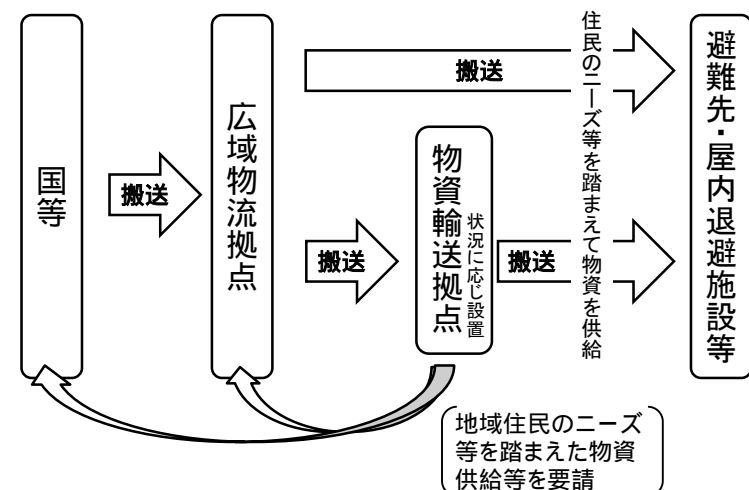 国等
搬送
広域物流拠点
搬送
搬送
物資輸送拠点
状況に応じ設置
搬送
住民のニーズ等を踏まえて物資を供給
避難先・屋内退避施設等
地域住民のニーズ
等を踏まえた物資
供給等を要請